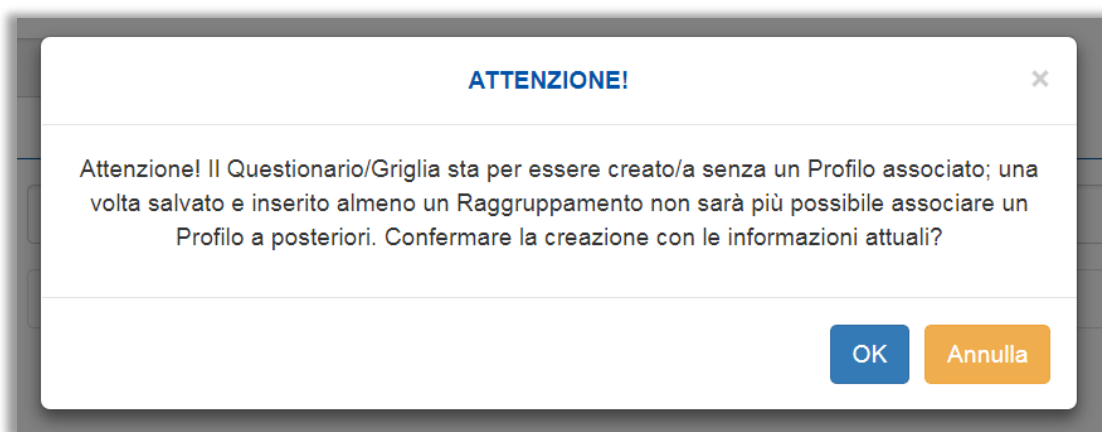 ATTENZIONE!
×
Attenzione! Il Questionario/Griglia sta per essere creato/a senza un Profilo associato; una
volta salvato e inserito almeno un Raggruppamento non sarà più possibile associare un
Profilo a posteriori. Confermare la creazione con le informazioni attuali?
OK
Annulla